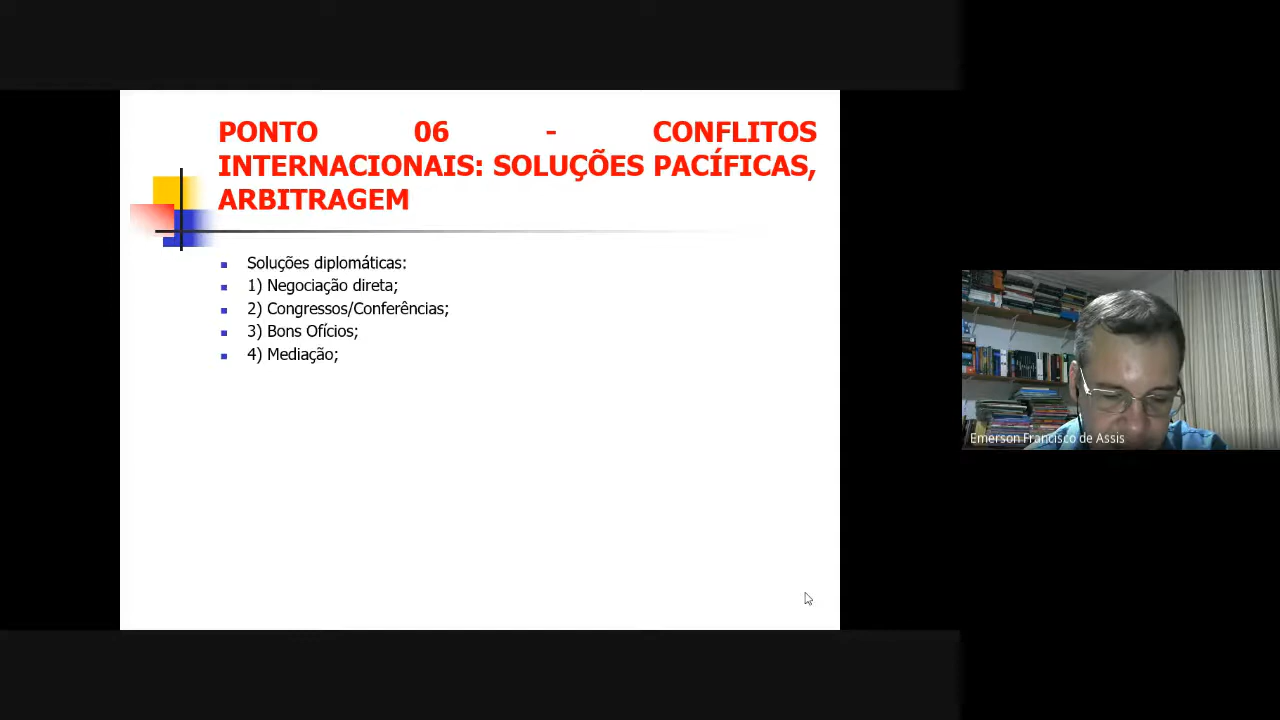 PONTO 06 - CONFLITOS
INTERNACIONAIS: SOLUÇÕES PACÍFICAS,
ARBITRAGEM
Soluções diplomáticas:
1) Negociação direta;
2) Congressos/Conferências;
3) Bons Ofícios;
4) Mediação;
Emerson Francisco de Assis